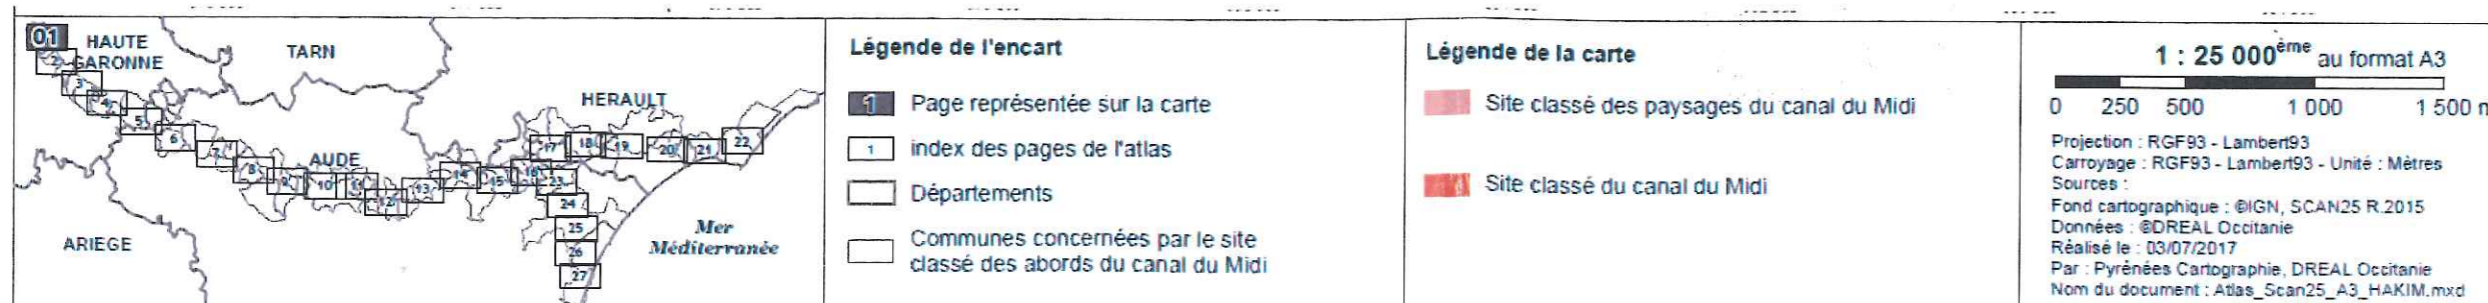 01
HAUTE
GARONNE
TARN
HERAULT
AUDE
ARIEGE
Mer
Méditerranée
2
3
4
5
6
7
8
9
10
11
12
13
14
15
16
17
18
19
20
21
22
23
24
25
26
27
Légende de l'encart
1 Page représentée sur la carte
1 index des pages de l'atlas
Départements
Communes concernées par le site
classé des abords du canal du Midi
Légende de la carte
Site classé des paysages du canal du Midi
Site classé du canal du Midi
1 : 25 000ème au format A3
0 250 500 1 000 1 500 m
Projection : RGF93 - Lambert93
Carroyage : RGF93 - Lambert93 - Unité : Mètres
Sources :
Fond cartographique : ©IGN, SCAN25 R.2015
Données : ©DREAL Occitanie
Réalisé le : 03/07/2017
Par : Pyrénées Cartographie, DREAL Occitanie
Nom du document : Atlas_Scan25_A3_HAKIM.mxd